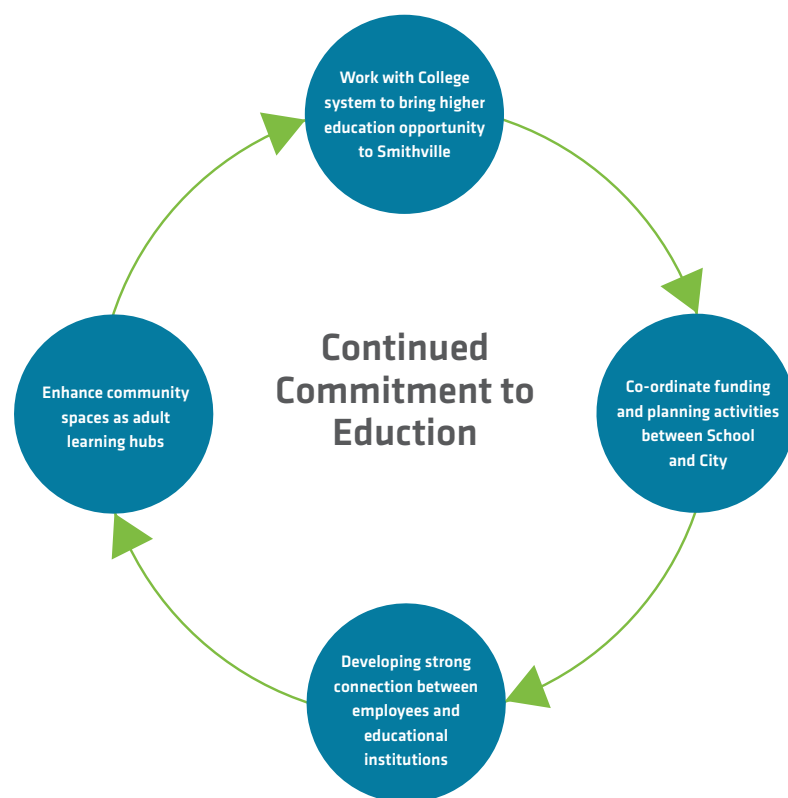 Work with College
system to bring higher
education opportunity
to Smithville
Continued
Commitment to
Eduction
Co-ordinate funding
and planning activities
between School
and City
Developing strong
connection between
employees and
educational
institutions
Enhance community
spaces as adult
learning hubs